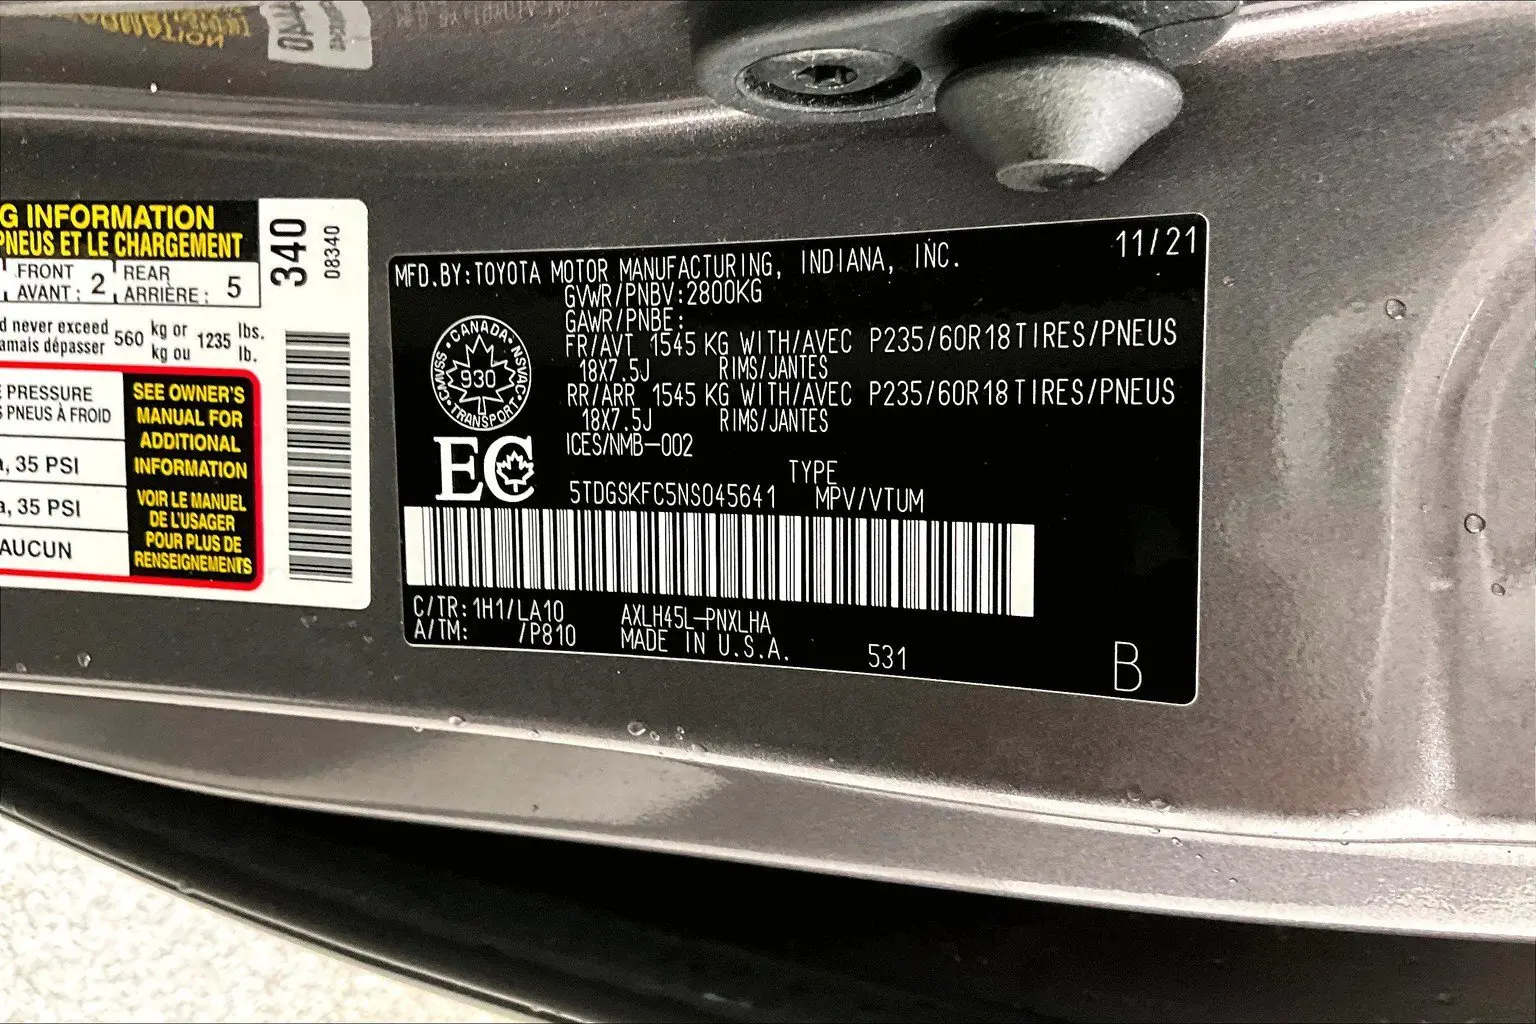 G INFORMATION
PNEUS ET LE CHARGEMENT
FRONT
AVANT : 2
REAR
ARRIÈRE : 5
340
08340
d never exceed 560 kg or 1235 lbs.
amais dépasser kg ou lb.
PRESSURE
S PNEUS À FROID
, 35 PSI
a, 35 PSI
AUCUN
SEE OWNER'S
MANUAL FOR
ADDITIONAL
INFORMATION
VOIR LE MANUEL
DE L'USAGER
POUR PLUS DE
RENSEIGNEMENTS
MFD.BY:TOYOTA MOTOR MANUFACTURING, INDIANA, INC. 11/21
GVWR/PNBV:2800KG
GAWR/PNBE:
FR/AVT 1545 KG WITH/AVEC P235/60R18TIRES/PNEUS
18X7.5J RIMS/JANTES
RR/ARR 1545 KG WITH/AVEC P235/60R18TIRES/PNEUS
18X7.5J RIMS/JANTES
ICES/NMB-002
CANADA
CMVSS 930 NSVAC
TRANSPORT
EC
TYPE
5TDGSKFC5NS045641 MPV/VTUM
C/TR:1H1/LA10 AXLH45L-PNXLHA
A/TM: /P810 MADE IN U.S.A. 531 B